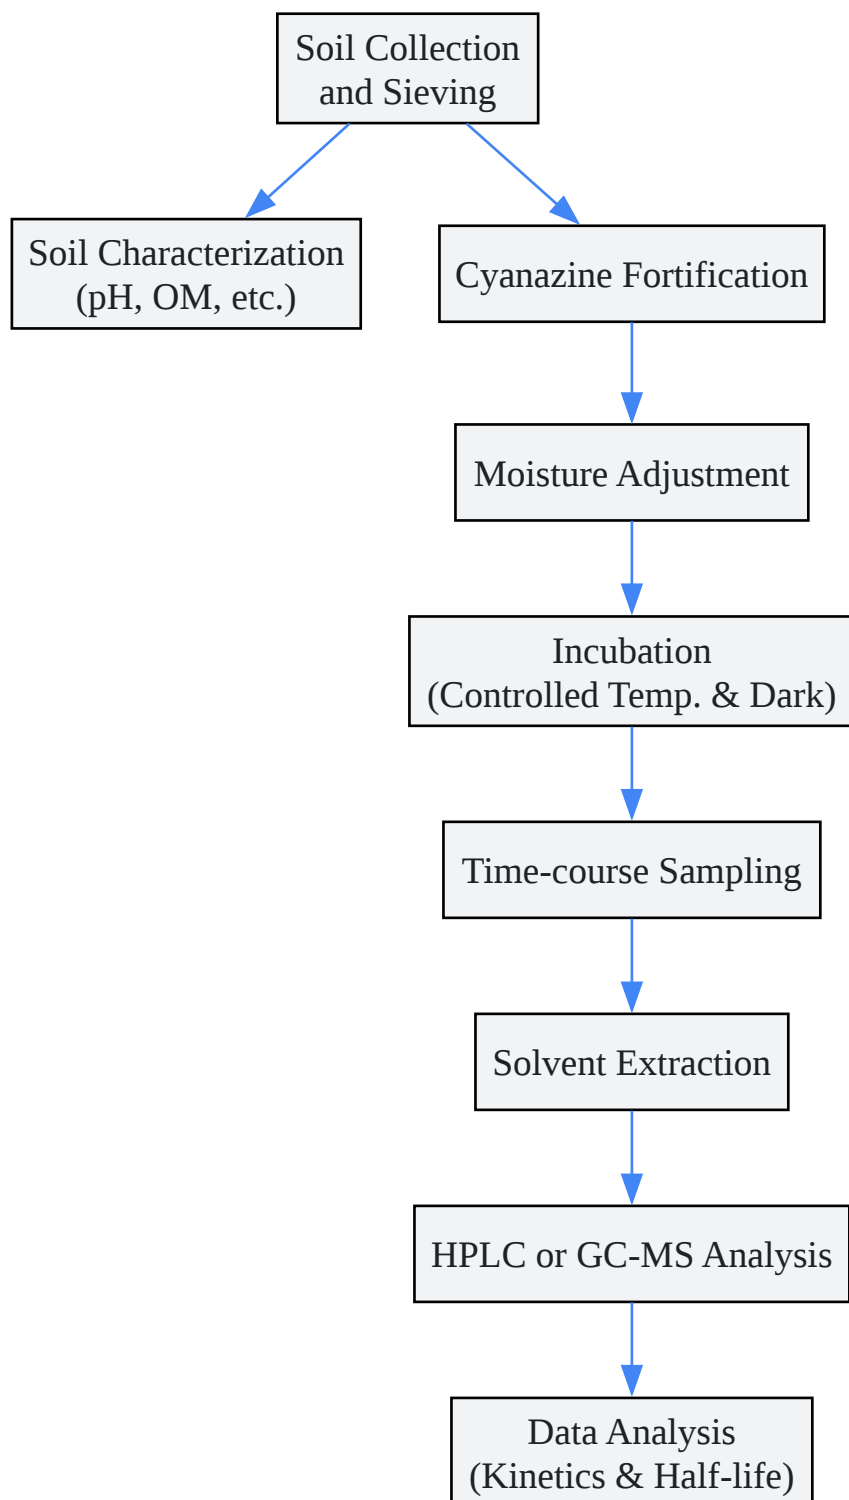 Soil Collection
and Sieving
Soil Characterization
(pH, OM, etc.)
Cyanazine Fortification
Moisture Adjustment
Incubation
(Controlled Temp. & Dark)
Time-course Sampling
Solvent Extraction
HPLC or GC-MS Analysis
Data Analysis
(Kinetics & Half-life)